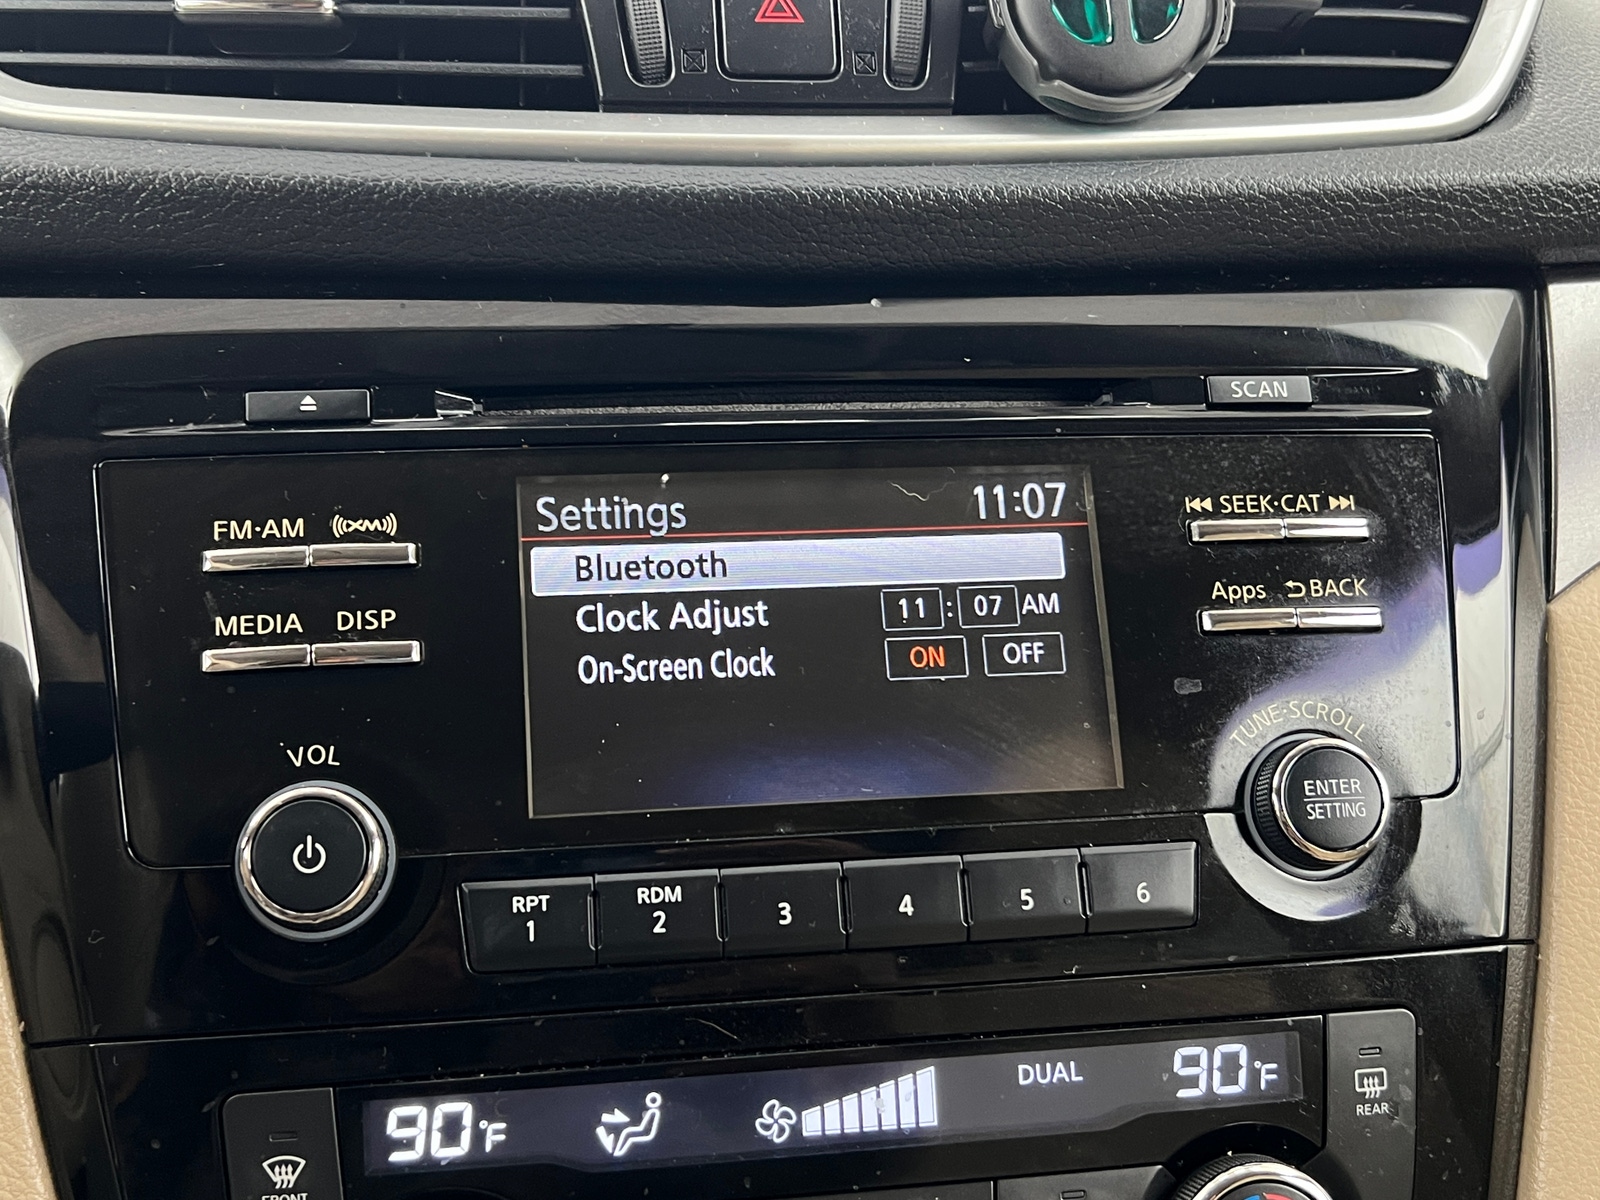 SCAN
FM·AM XM
SEEK·CAT
MEDIA DISP
Apps BACK
Settings 11:07
Bluetooth
Clock Adjust 11 : 07 AM
On-Screen Clock ON OFF
VOL
TUNE·SCROLL
ENTER
SETTING
RPT
1
RDM
2
3
4
5
6
90°F
DUAL
90°F
REAR
FRONT